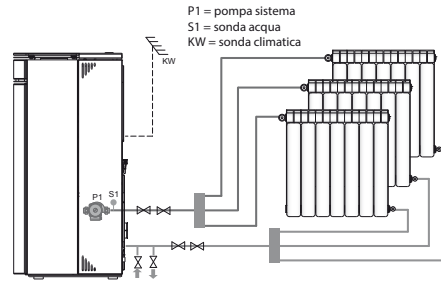 P1 = pompa sistema
S1 = sonda acqua
KW = sonda climatica
KW
P1
S1